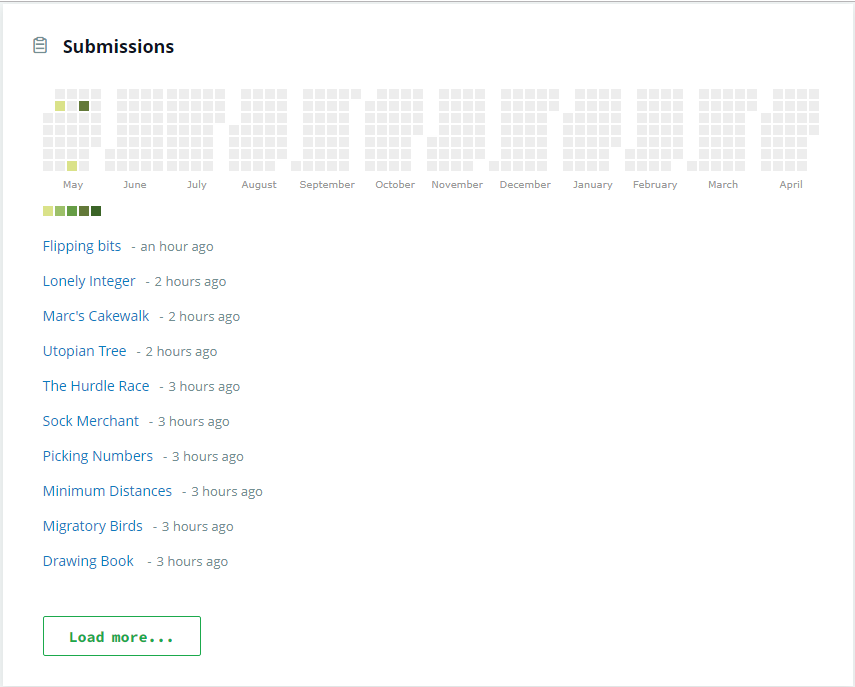 Submissions
May June July August September October November December January February March April
Flipping bits - an hour ago
Lonely Integer - 2 hours ago
Marc's Cakewalk - 2 hours ago
Utopian Tree - 2 hours ago
The Hurdle Race - 3 hours ago
Sock Merchant - 3 hours ago
Picking Numbers - 3 hours ago
Minimum Distances - 3 hours ago
Migratory Birds - 3 hours ago
Drawing Book - 3 hours ago
Load more...